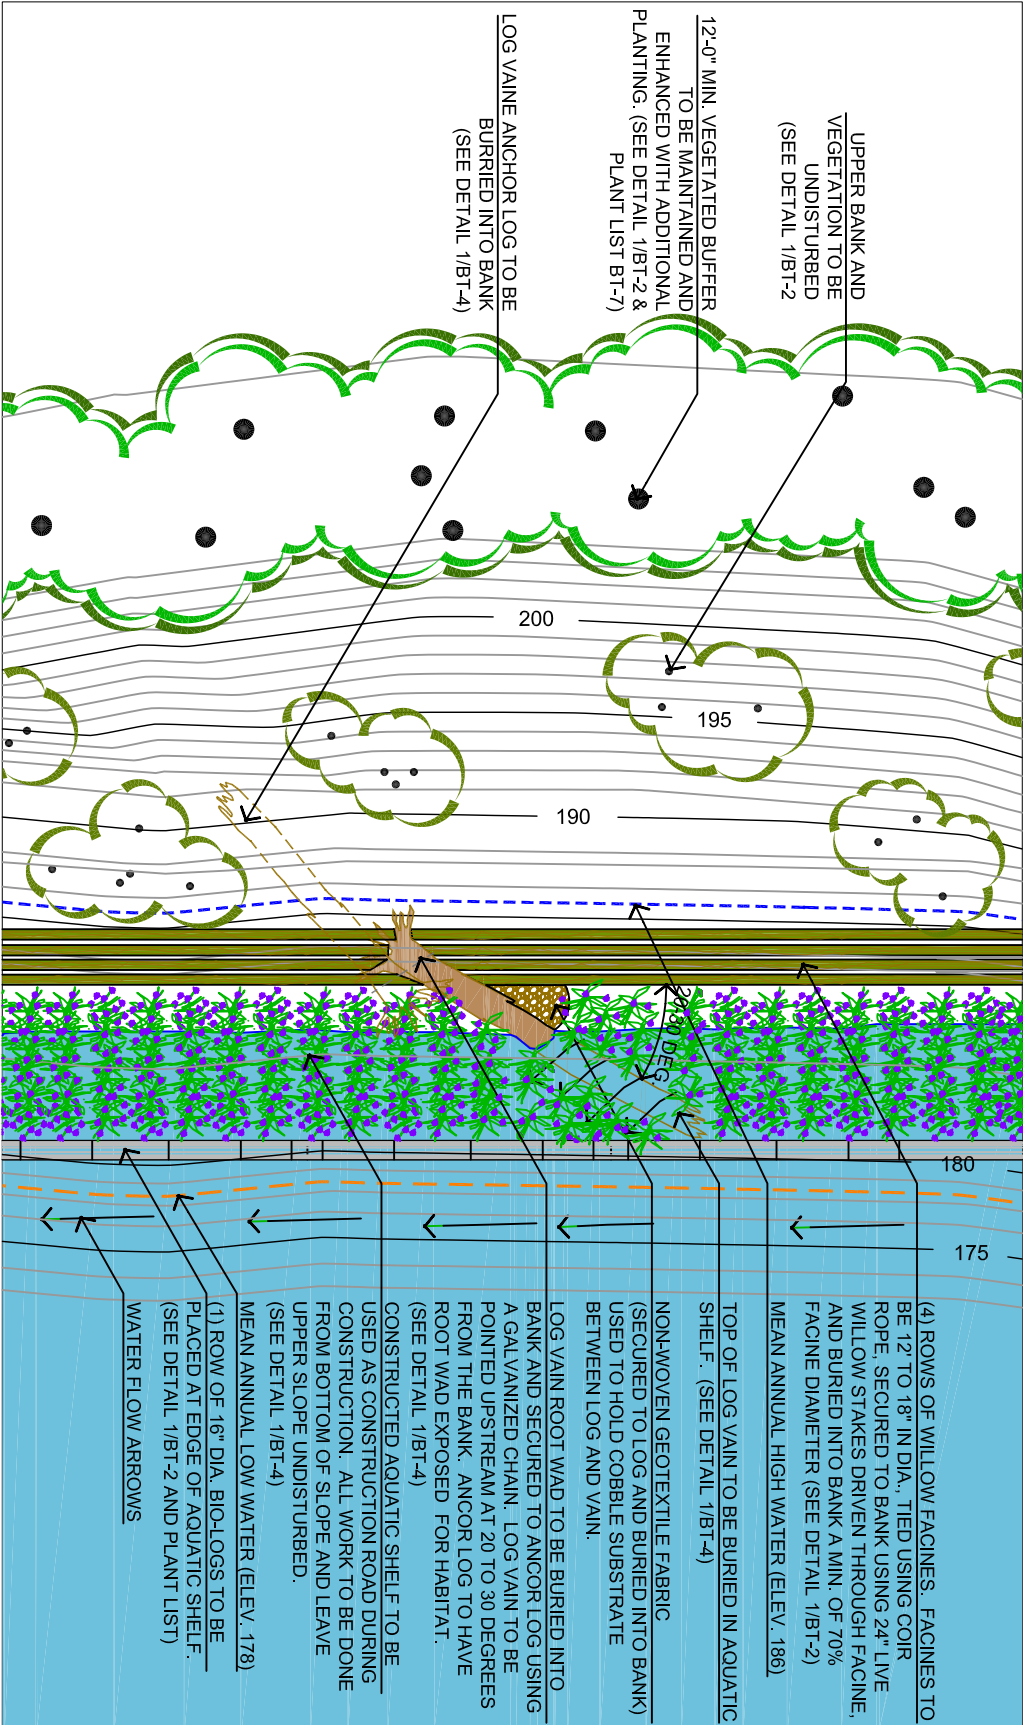 UPPER BANK AND
VEGETATION TO BE
UNDISTURBED
(SEE DETAIL 1/BT-2
12'-0" MIN. VEGETATED BUFFER
TO BE MAINTAINED AND
ENHANCED WITH ADDITIONAL
PLANTING. (SEE DETAIL 1/BT-2 &
PLANT LIST BT-7)
LOG VAINE ANCHOR LOG TO BE
BURRIED INTO BANK
(SEE DETAIL 1/BT-4)
200
195
190
20-30 DEG.
180
175
(4) ROWS OF WILLOW FACINES. FACINES TO
BE 12' TO 18" IN DIA., TIED USING COIR
ROPE, SECURED TO BANK USING 24" LIVE
WILLOW STAKES DRIVEN THROUGH FACINE,
AND BURIED INTO BANK A MIN. OF 70%
FACINE DIAMETER (SEE DETAIL 1/BT-2)
MEAN ANNUAL HIGH WATER (ELEV. 186)
TOP OF LOG VAIN TO BE BURIED IN AQUATIC
SHELF. (SEE DETAIL 1/BT-4)
NON-WOVEN GEOTEXTILE FABRIC
(SECURED TO LOG AND BURIED INTO BANK)
USED TO HOLD COBBLE SUBSTRATE
BETWEEN LOG AND VAIN.
LOG VAIN ROOT WAD TO BE BURIED INTO
BANK AND SECURED TO ANCOR LOG USING
A GALVANIZED CHAIN. LOG VAIN TO BE
POINTED UPSTREAM AT 20 TO 30 DEGREES
FROM THE BANK. ANCOR LOG TO HAVE
ROOT WAD EXPOSED FOR HABITAT.
(SEE DETAIL 1/BT-4)
CONSTRUCTED AQUATIC SHELF TO BE
USED AS CONSTRUCTION ROAD DURING
CONSTRUCTION. ALL WORK TO BE DONE
FROM BOTTOM OF SLOPE AND LEAVE
UPPER SLOPE UNDISTURBED.
(SEE DETAIL 1/BT-4)
MEAN ANNUAL LOW WATER (ELEV. 178)
(1) ROW OF 16" DIA. BIO-LOGS TO BE
PLACED AT EDGE OF AQUATIC SHELF.
(SEE DETAIL 1/BT-2 AND PLANT LIST)
WATER FLOW ARROWS